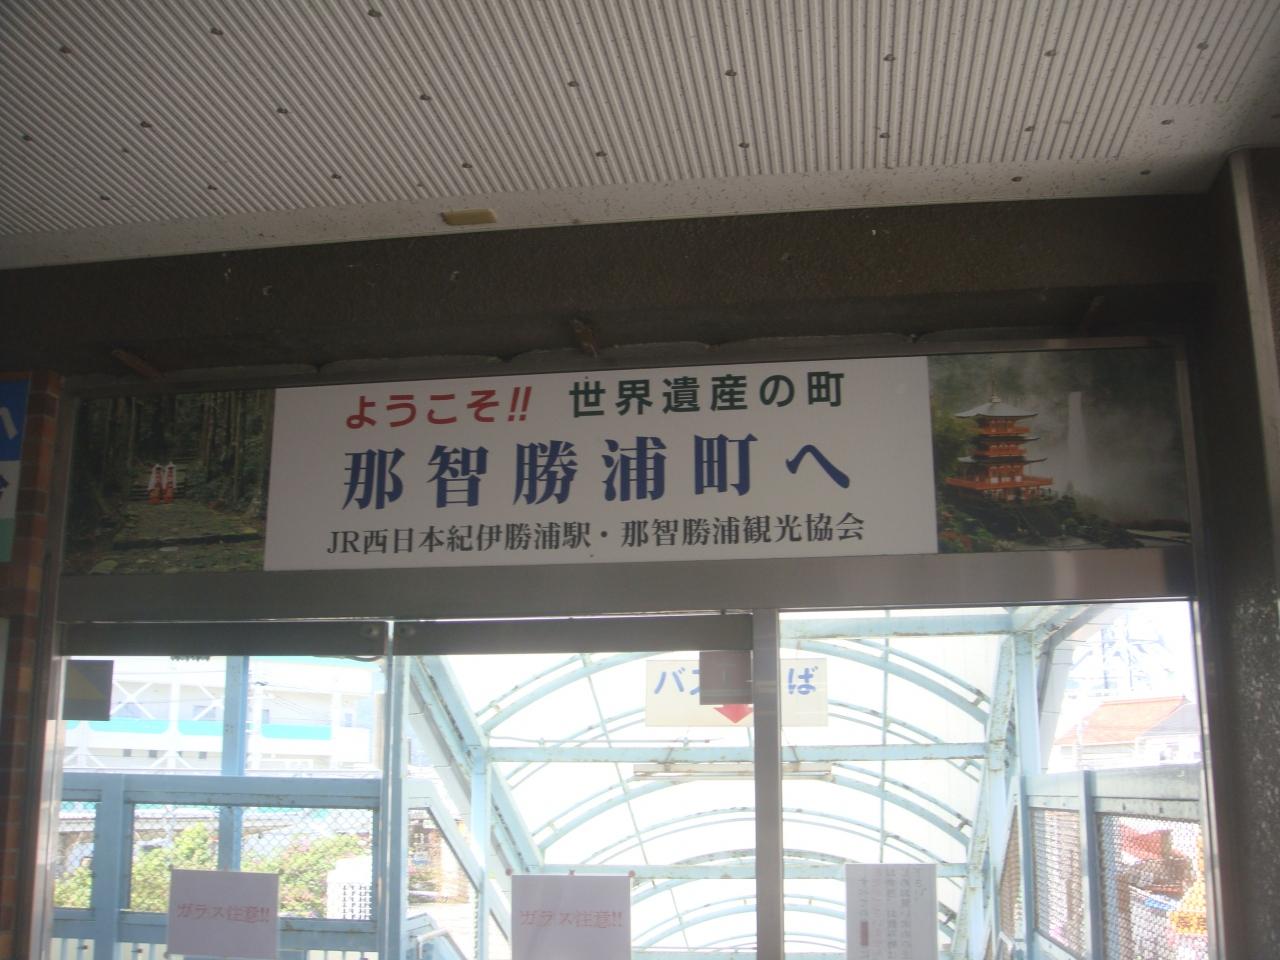 ようこそ!! 世界遺産の町
那智勝浦町へ
JR西日本紀伊勝浦駅・那智勝浦観光協会
へ
ば
ガラス注意!!
ガラス注意!!